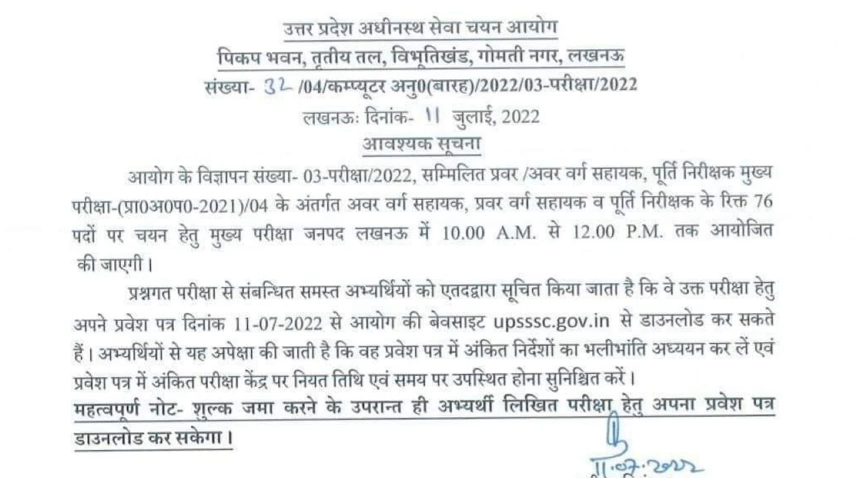 उत्तर प्रदेश अधीनस्थ सेवा चयन आयोग
पिकप भवन, तृतीय तल, विभूतिखंड, गोमती नगर, लखनऊ
संख्या- 32 /04/कम्प्यूटर अनु0(बारह)/2022/03-परीक्षा/2022
लखनऊः दिनांक- 11 जुलाई, 2022
आवश्यक सूचना
आयोग के विज्ञापन संख्या- 03-परीक्षा/2022, सम्मिलित प्रवर /अवर वर्ग सहायक, पूर्ति निरीक्षक मुख्य
परीक्षा-(प्रा0अ0प0-2021)/04 के अंतर्गत अवर वर्ग सहायक, प्रवर वर्ग सहायक व पूर्ति निरीक्षक के रिक्त 76
पदों पर चयन हेतु मुख्य परीक्षा जनपद लखनऊ में 10.00 A.M. से 12.00 P.M. तक आयोजित
की जाएगी।
प्रश्नगत परीक्षा से संबन्धित समस्त अभ्यर्थियों को एतदद्वारा सूचित किया जाता है कि वे उक्त परीक्षा हेतु
अपने प्रवेश पत्र दिनांक 11-07-2022 से आयोग की बेवसाइट upsssc.gov.in से डाउनलोड कर सकते
हैं। अभ्यर्थियों से यह अपेक्षा की जाती है कि वह प्रवेश पत्र में अंकित निर्देशों का भलीभांति अध्ययन कर लें एवं
प्रवेश पत्र में अंकित परीक्षा केंद्र पर नियत तिथि एवं समय पर उपस्थित होना सुनिश्चित करें।
महत्वपूर्ण नोट- शुल्क जमा करने के उपरान्त ही अभ्यर्थी लिखित परीक्षा हेतु अपना प्रवेश पत्र
डाउनलोड कर सकेगा।
11.07.2022